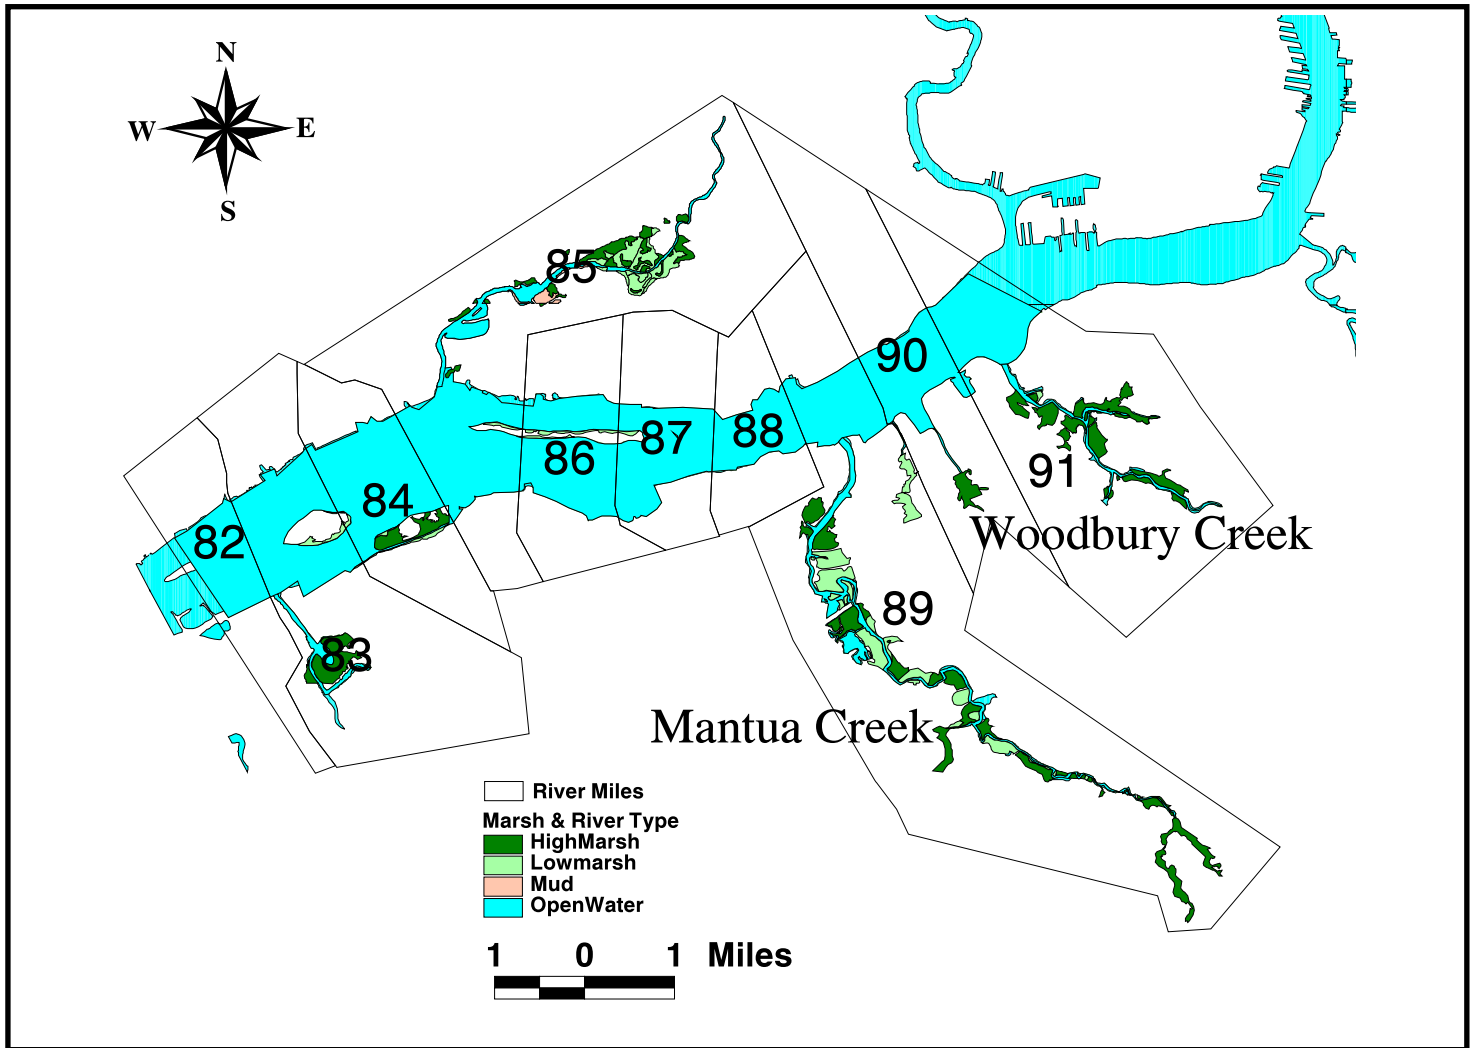 N
W E
S
85
90
87
88
86
91
84
Woodbury Creek
82
89
83
Mantua Creek
River Miles
Marsh & River Type
HighMarsh
Lowmarsh
Mud
OpenWater
1 0 1 Miles